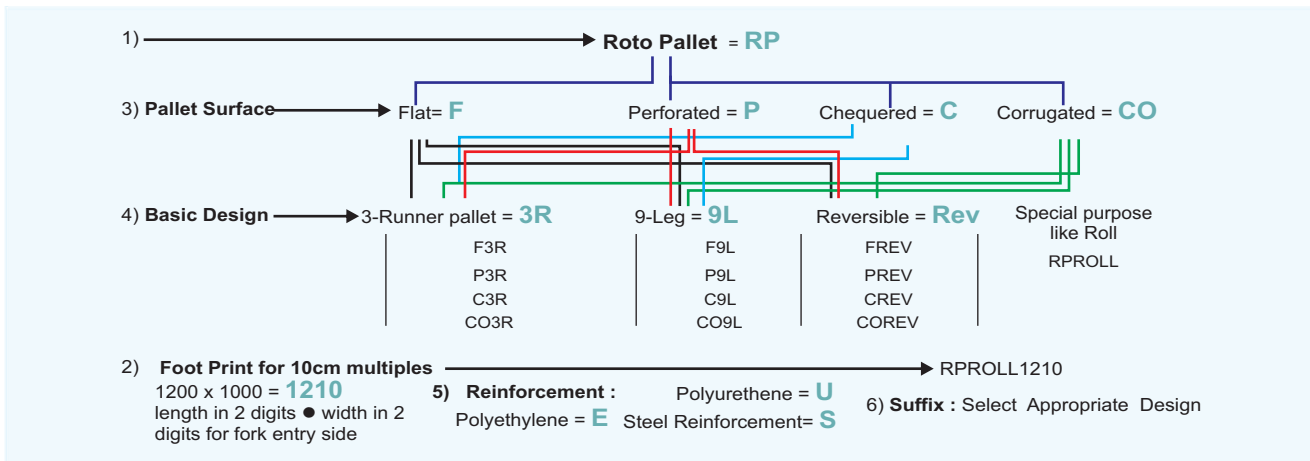 1) Roto Pallet = RP
3) Pallet Surface Flat= F Perforated = P Chequered = C Corrugated = CO
4) Basic Design 3-Runner pallet = 3R 9-Leg = 9L Reversible = Rev Special purpose
like Roll
F3R F9L FREV RPROLL
P3R P9L PREV
C3R C9L CREV
CO3R CO9L COREV
2) Foot Print for 10cm multiples RPROLL1210
1200 x 1000 = 1210
length in 2 digits ● width in 2
digits for fork entry side
5) Reinforcement : Polyurethene = U
Polyethylene = E Steel Reinforcement= S
6) Suffix : Select Appropriate Design